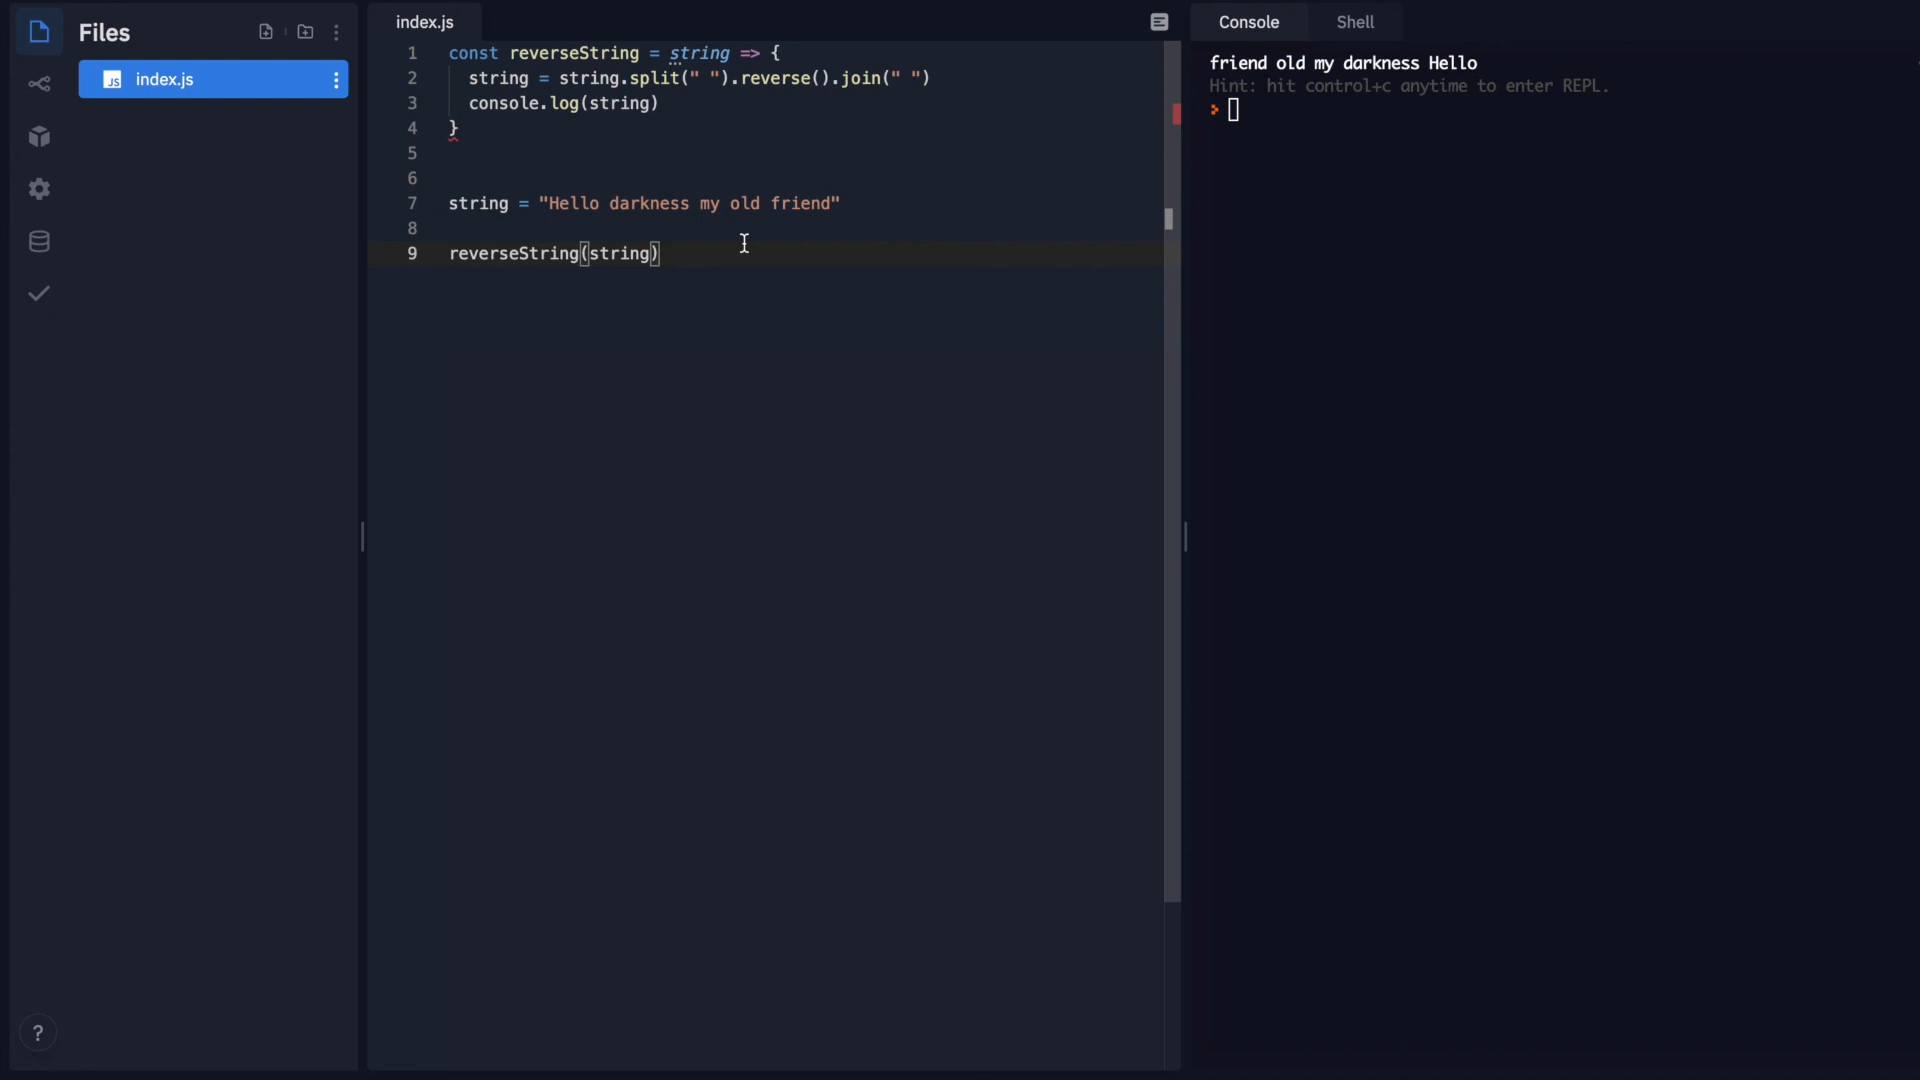 Files
JS index.js
index.js
1 const reverseString = string => {
2   string = string.split(" ").reverse().join(" ")
3   console.log(string)
4 }
5
6
7 string = "Hello darkness my old friend"
8
9 reverseString(string)
Console Shell
friend old my darkness Hello
Hint: hit control+c anytime to enter REPL.
>
?